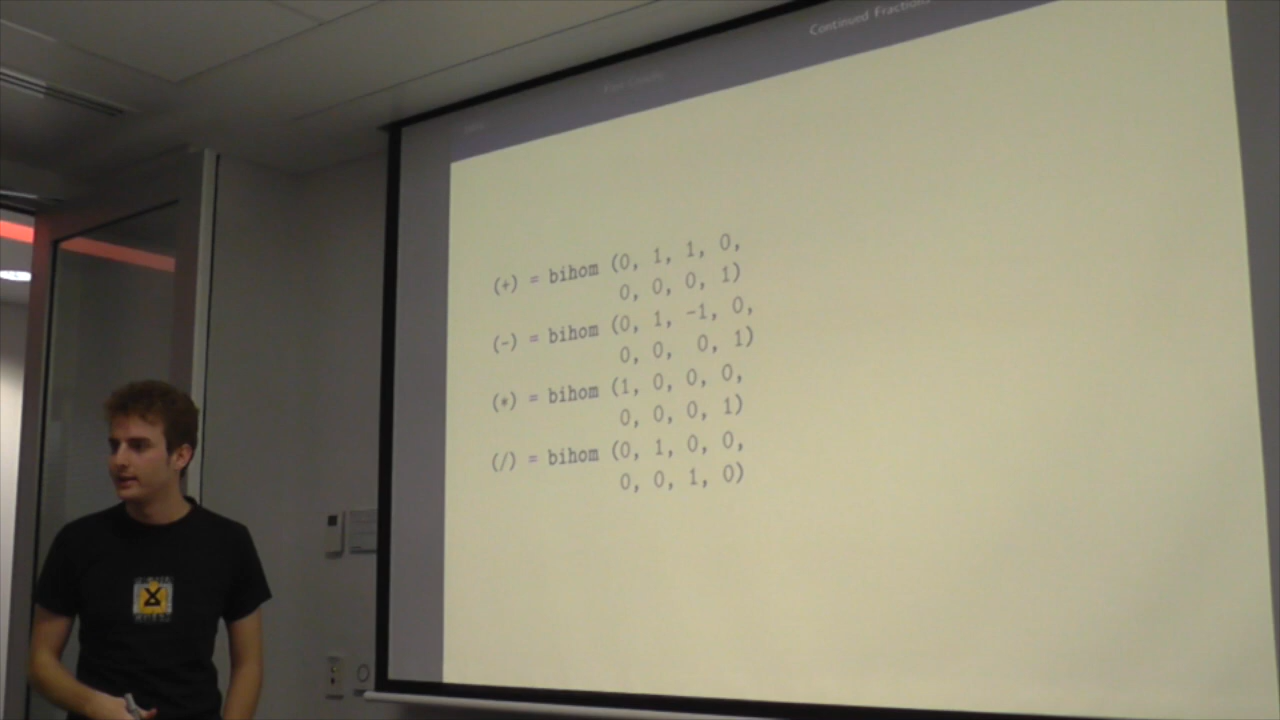 Continued Fractions
(+) = bihom (0, 1, 1, 0,
0, 0, 0, 1)
(-) = bihom (0, 1, -1, 0,
0, 0, 0, 1)
(*) = bihom (1, 0, 0, 0,
0, 0, 0, 1)
(/) = bihom (0, 1, 0, 0,
0, 0, 1, 0)